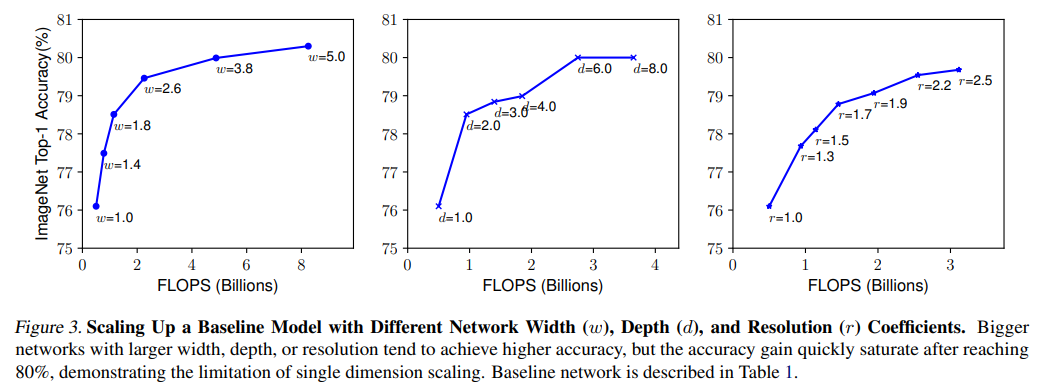 81
80
79
78
77
76
75
ImageNet Top-1 Accuracy(%)
w=1.0
w=1.4
w=1.8
w=2.6
w=3.8
w=5.0
0 2 4 6 8
FLOPS (Billions)
81
80
79
78
77
76
75
d=1.0
d=2.0
d=3.0
d=4.0
d=6.0
d=8.0
0 1 2 3 4
FLOPS (Billions)
81
80
79
78
77
76
75
r=1.0
r=1.3
r=1.5
r=1.7
r=1.9
r=2.2
r=2.5
0 1 2 3
FLOPS (Billions)
Figure 3. Scaling Up a Baseline Model with Different Network Width (w), Depth (d), and Resolution (r) Coefficients. Bigger
networks with larger width, depth, or resolution tend to achieve higher accuracy, but the accuracy gain quickly saturate after reaching
80%, demonstrating the limitation of single dimension scaling. Baseline network is described in Table 1.